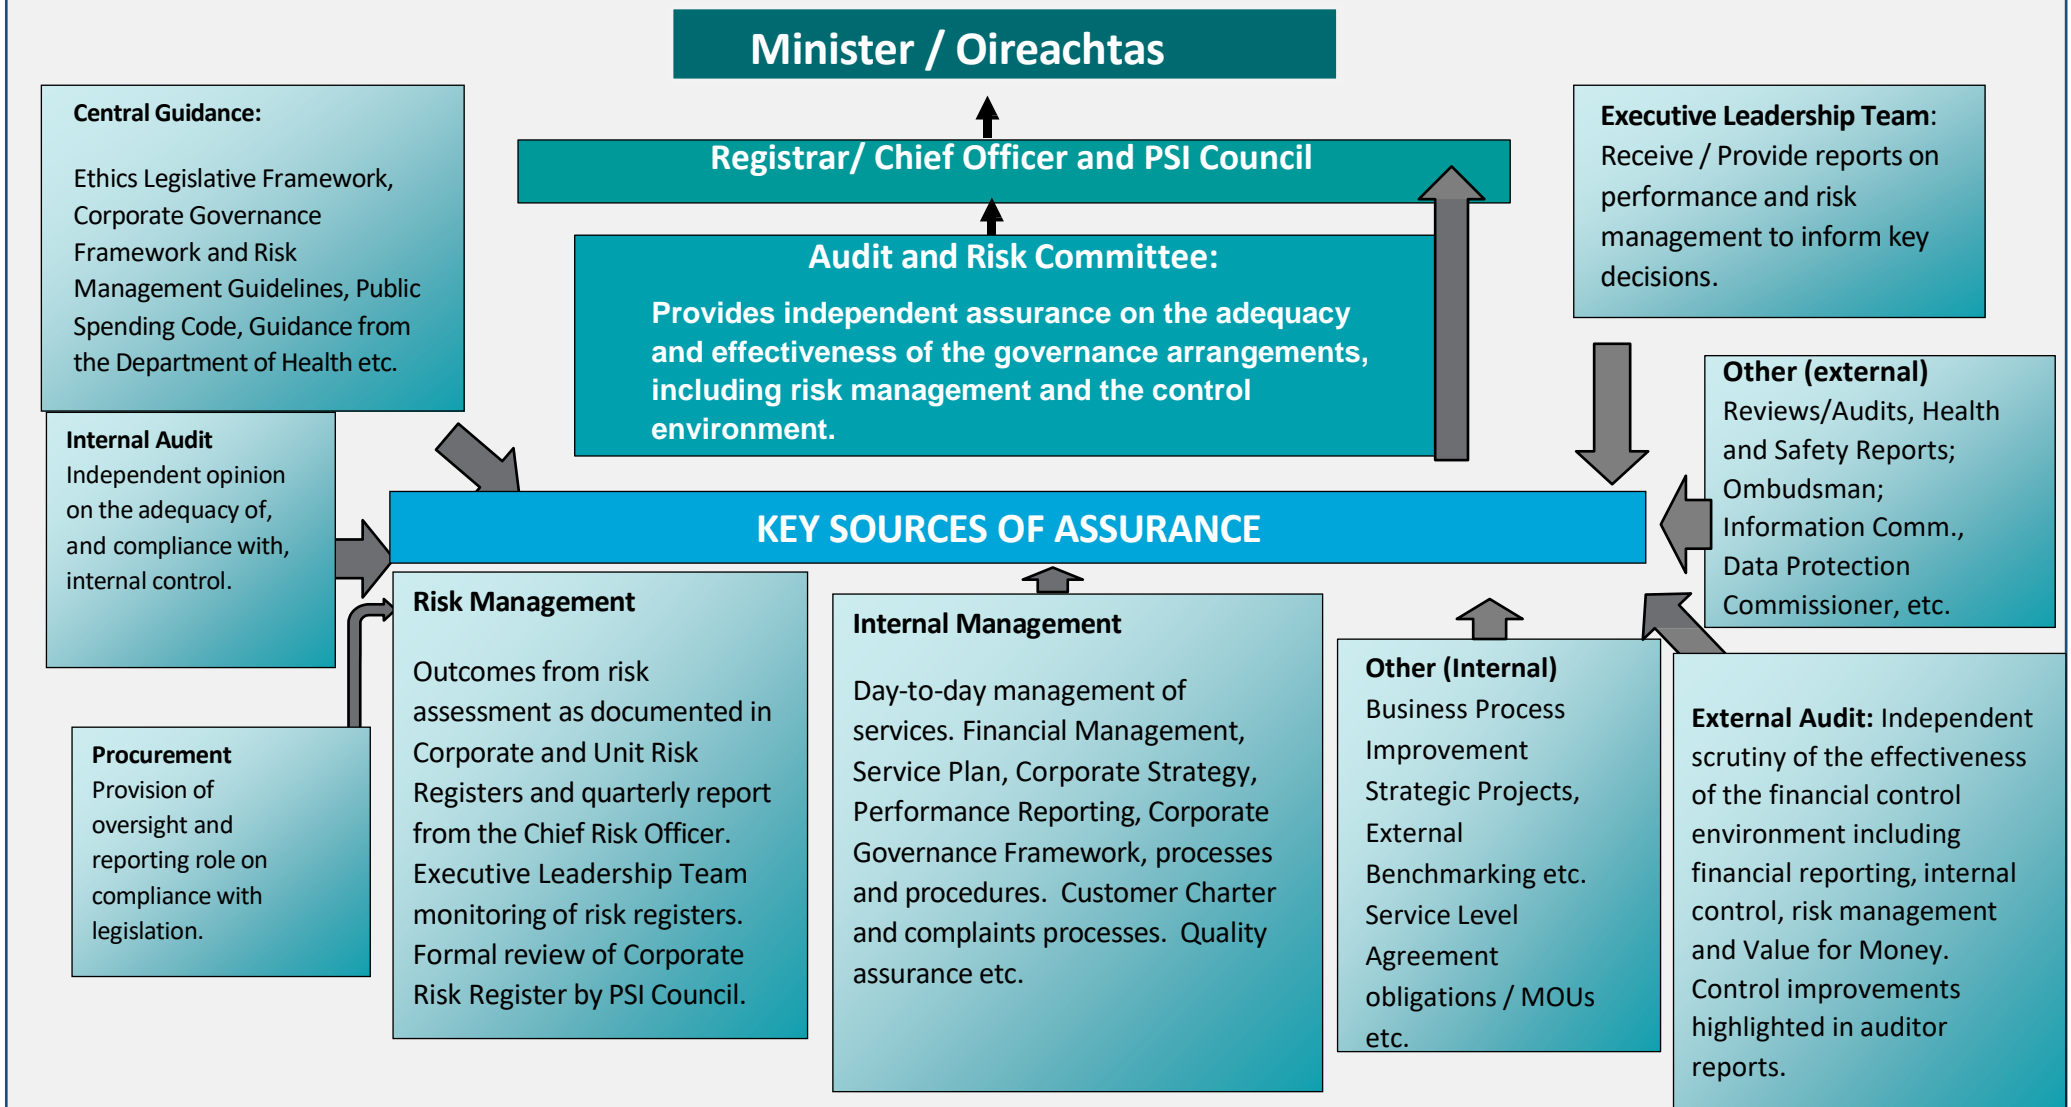 Minister / Oireachtas
Central Guidance:
Ethics Legislative Framework,
Corporate Governance
Framework and Risk
Management Guidelines, Public
Spending Code, Guidance from
the Department of Health etc.
Registrar/ Chief Officer and PSI Council
Executive Leadership Team:
Receive / Provide reports on
performance and risk
management to inform key
decisions.
Audit and Risk Committee:
Provides independent assurance on the adequacy
and effectiveness of the governance arrangements,
including risk management and the control
environment.
Internal Audit
Independent opinion
on the adequacy of,
and compliance with,
internal control.
Other (external)
Reviews/Audits, Health
and Safety Reports;
Ombudsman;
Information Comm.,
Data Protection
Commissioner, etc.
KEY SOURCES OF ASSURANCE
Procurement
Provision of
oversight and
reporting role on
compliance with
legislation.
Risk Management
Outcomes from risk
assessment as documented in
Corporate and Unit Risk
Registers and quarterly report
from the Chief Risk Officer.
Executive Leadership Team
monitoring of risk registers.
Formal review of Corporate
Risk Register by PSI Council.
Internal Management
Day-to-day management of
services. Financial Management,
Service Plan, Corporate Strategy,
Performance Reporting, Corporate
Governance Framework, processes
and procedures.  Customer Charter
and complaints processes.  Quality
assurance etc.
Other (Internal)
Business Process
Improvement
Strategic Projects,
External
Benchmarking etc.
Service Level
Agreement
obligations / MOUs
etc.
External Audit: Independent
scrutiny of the effectiveness
of the financial control
environment including
financial reporting, internal
control, risk management
and Value for Money.
Control improvements
highlighted in auditor
reports.